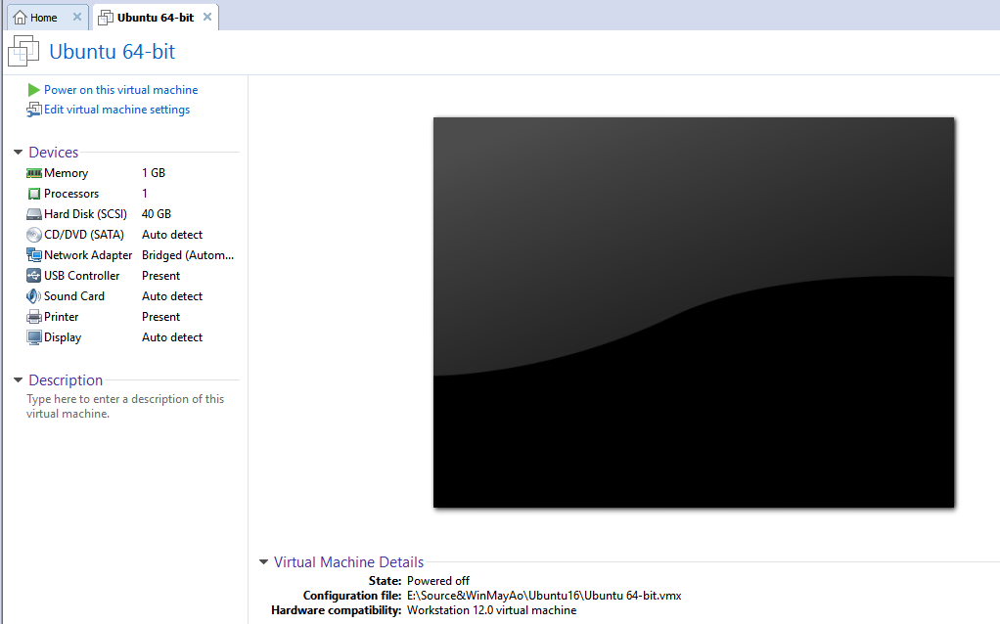 Home
Ubuntu 64-bit
Ubuntu 64-bit
Power on this virtual machine
Edit virtual machine settings
Devices
Memory 1 GB
Processors 1
Hard Disk (SCSI) 40 GB
CD/DVD (SATA) Auto detect
Network Adapter Bridged (Autom...
USB Controller Present
Sound Card Auto detect
Printer Present
Display Auto detect
Description
Type here to enter a description of this
virtual machine.
Virtual Machine Details
State: Powered off
Configuration file: E:\Source&WinMayAo\Ubuntu16\Ubuntu 64-bit.vmx
Hardware compatibility: Workstation 12.0 virtual machine